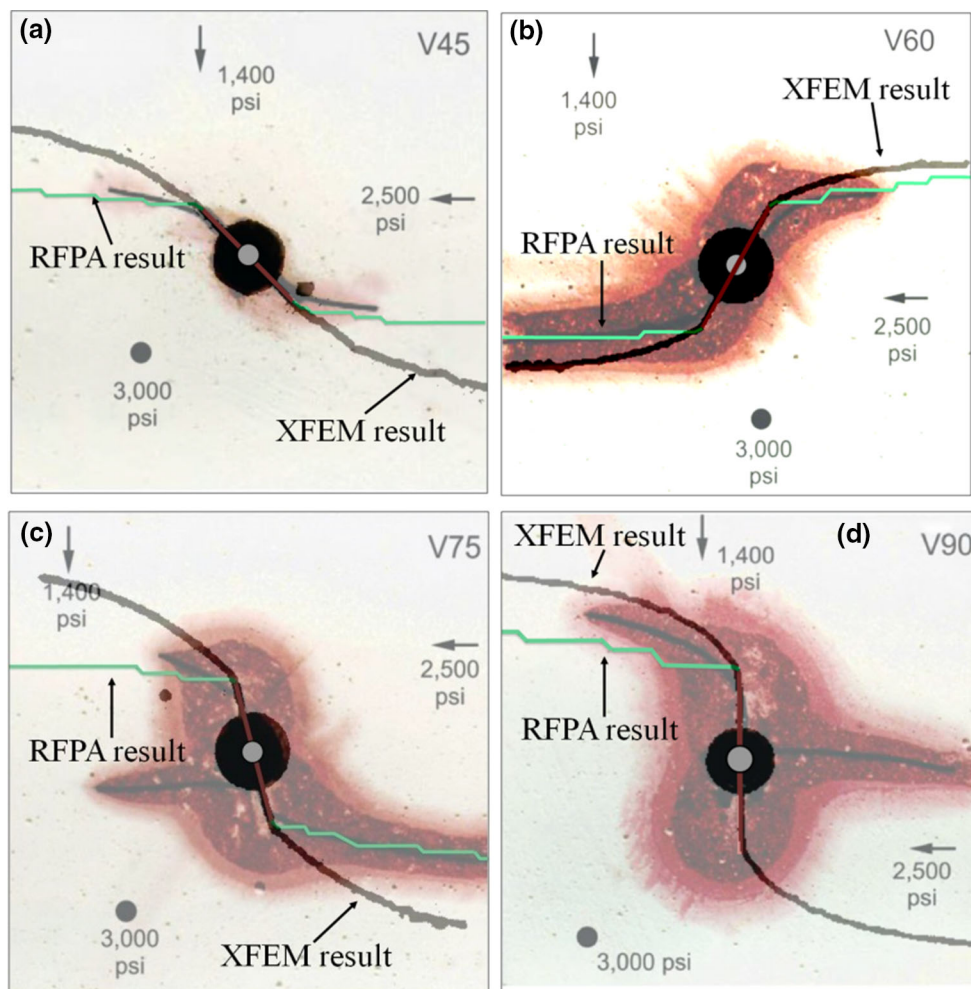 (a)
V45
1,400
psi
2,500
psi
RFPA result
3,000
psi
XFEM result
(b)
V60
1,400
psi
XFEM result
RFPA result
2,500
psi
3,000
psi
(c)
V75
1,400
psi
2,500
psi
RFPA result
3,000
psi
XFEM result
XFEM result
(d)
V90
1,400
psi
RFPA result
2,500
psi
3,000 psi